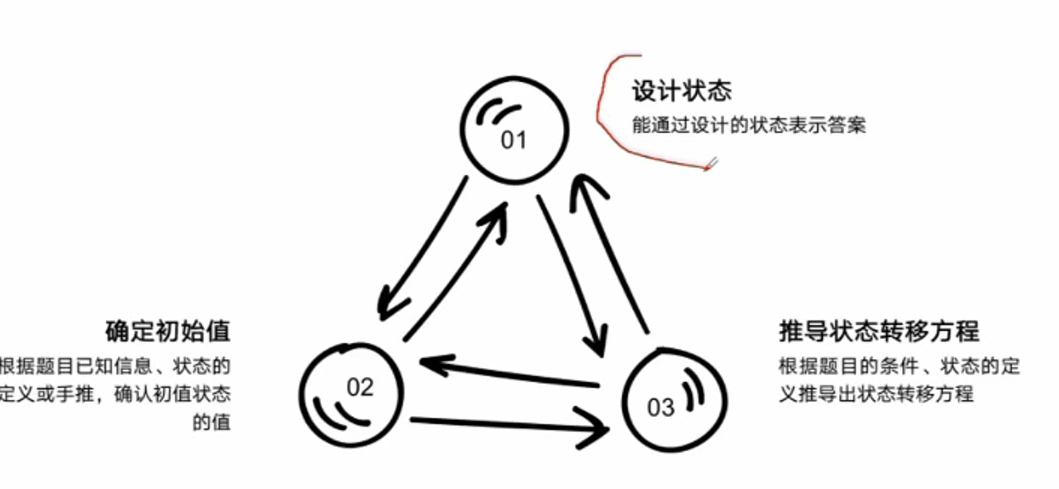 01
设计状态
能通过设计的状态表示答案
02
确定初始值
根据题目已知信息、状态的
定义或手推，确认初值状态
的值
03
推导状态转移方程
根据题目的条件、状态的定
义推导出状态转移方程